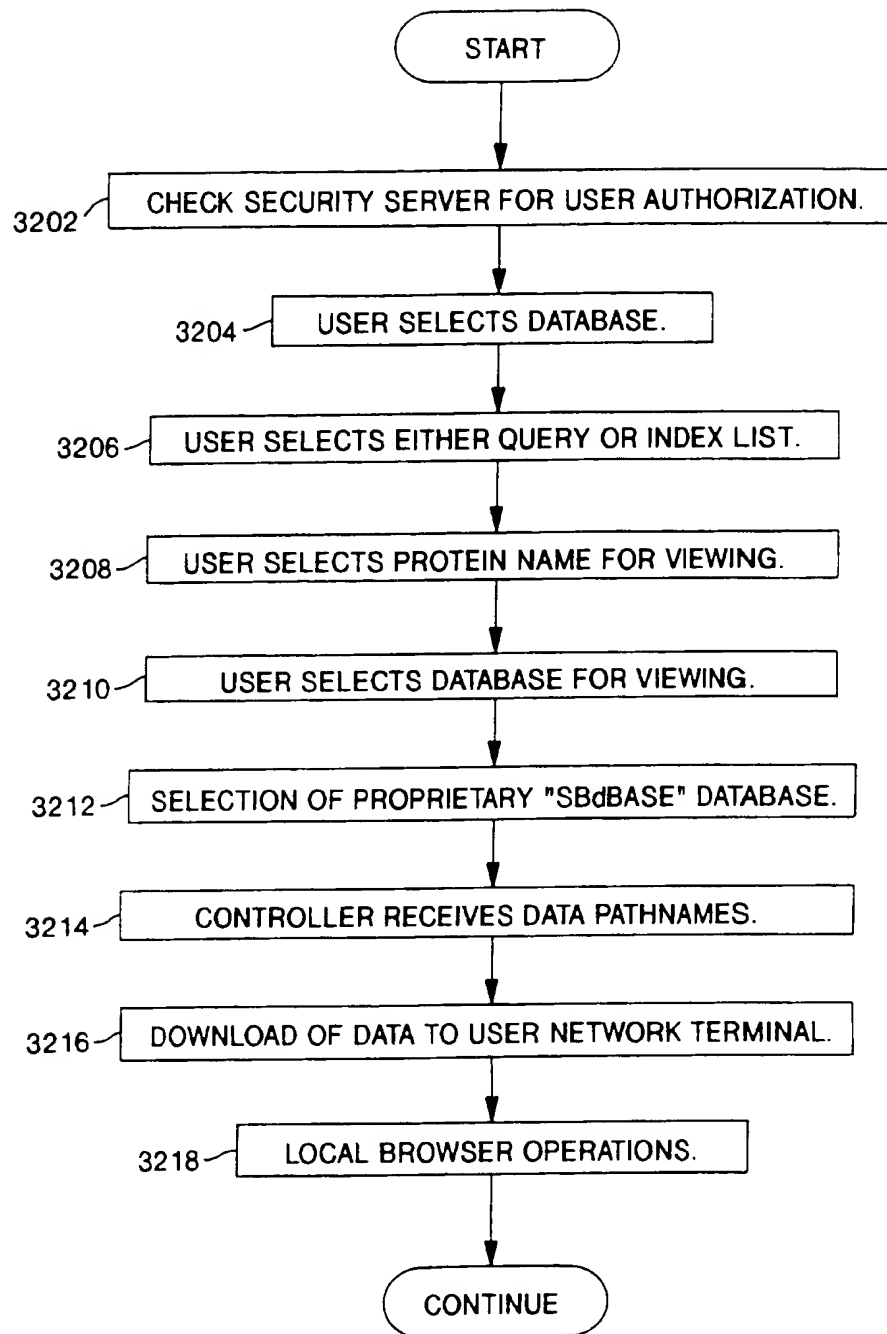 START
3202 CHECK SECURITY SERVER FOR USER AUTHORIZATION.
3204 USER SELECTS DATABASE.
3206 USER SELECTS EITHER QUERY OR INDEX LIST.
3208 USER SELECTS PROTEIN NAME FOR VIEWING.
3210 USER SELECTS DATABASE FOR VIEWING.
3212 SELECTION OF PROPRIETARY "SBdBASE" DATABASE.
3214 CONTROLLER RECEIVES DATA PATHNAMES.
3216 DOWNLOAD OF DATA TO USER NETWORK TERMINAL.
3218 LOCAL BROWSER OPERATIONS.
CONTINUE